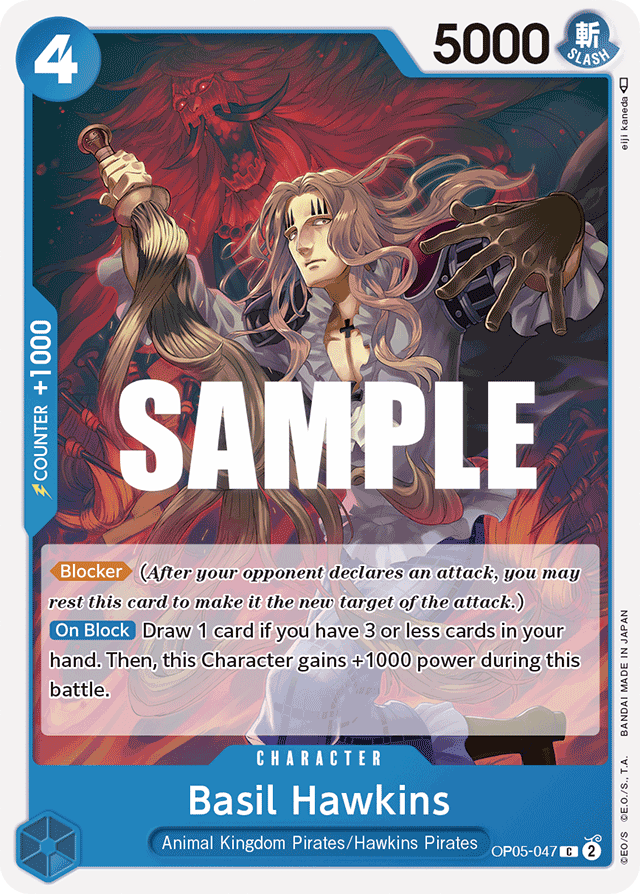 4
5000
斬
SLASH
eiji kaneda
COUNTER +1000
SAMPLE
Blocker (After your opponent declares an attack, you may
rest this card to make it the new target of the attack.)
On Block Draw 1 card if you have 3 or less cards in your
hand. Then, this Character gains +1000 power during this
battle.
CHARACTER
Basil Hawkins
Animal Kingdom Pirates/Hawkins Pirates
OP05-047 C 2
©E.O/S ©E.O./S., T.A. BANDAI MADE IN JAPAN